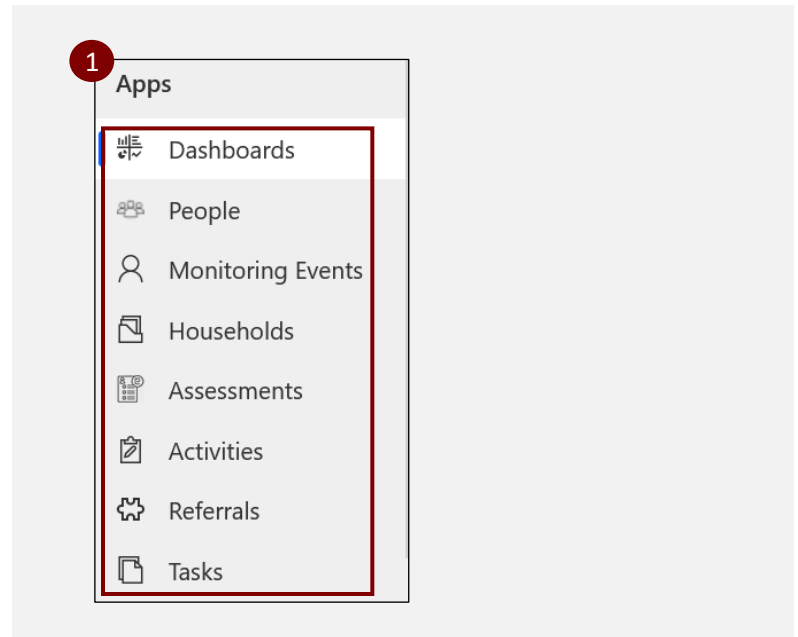 1
Apps
Dashboards
People
Monitoring Events
Households
Assessments
Activities
Referrals
Tasks